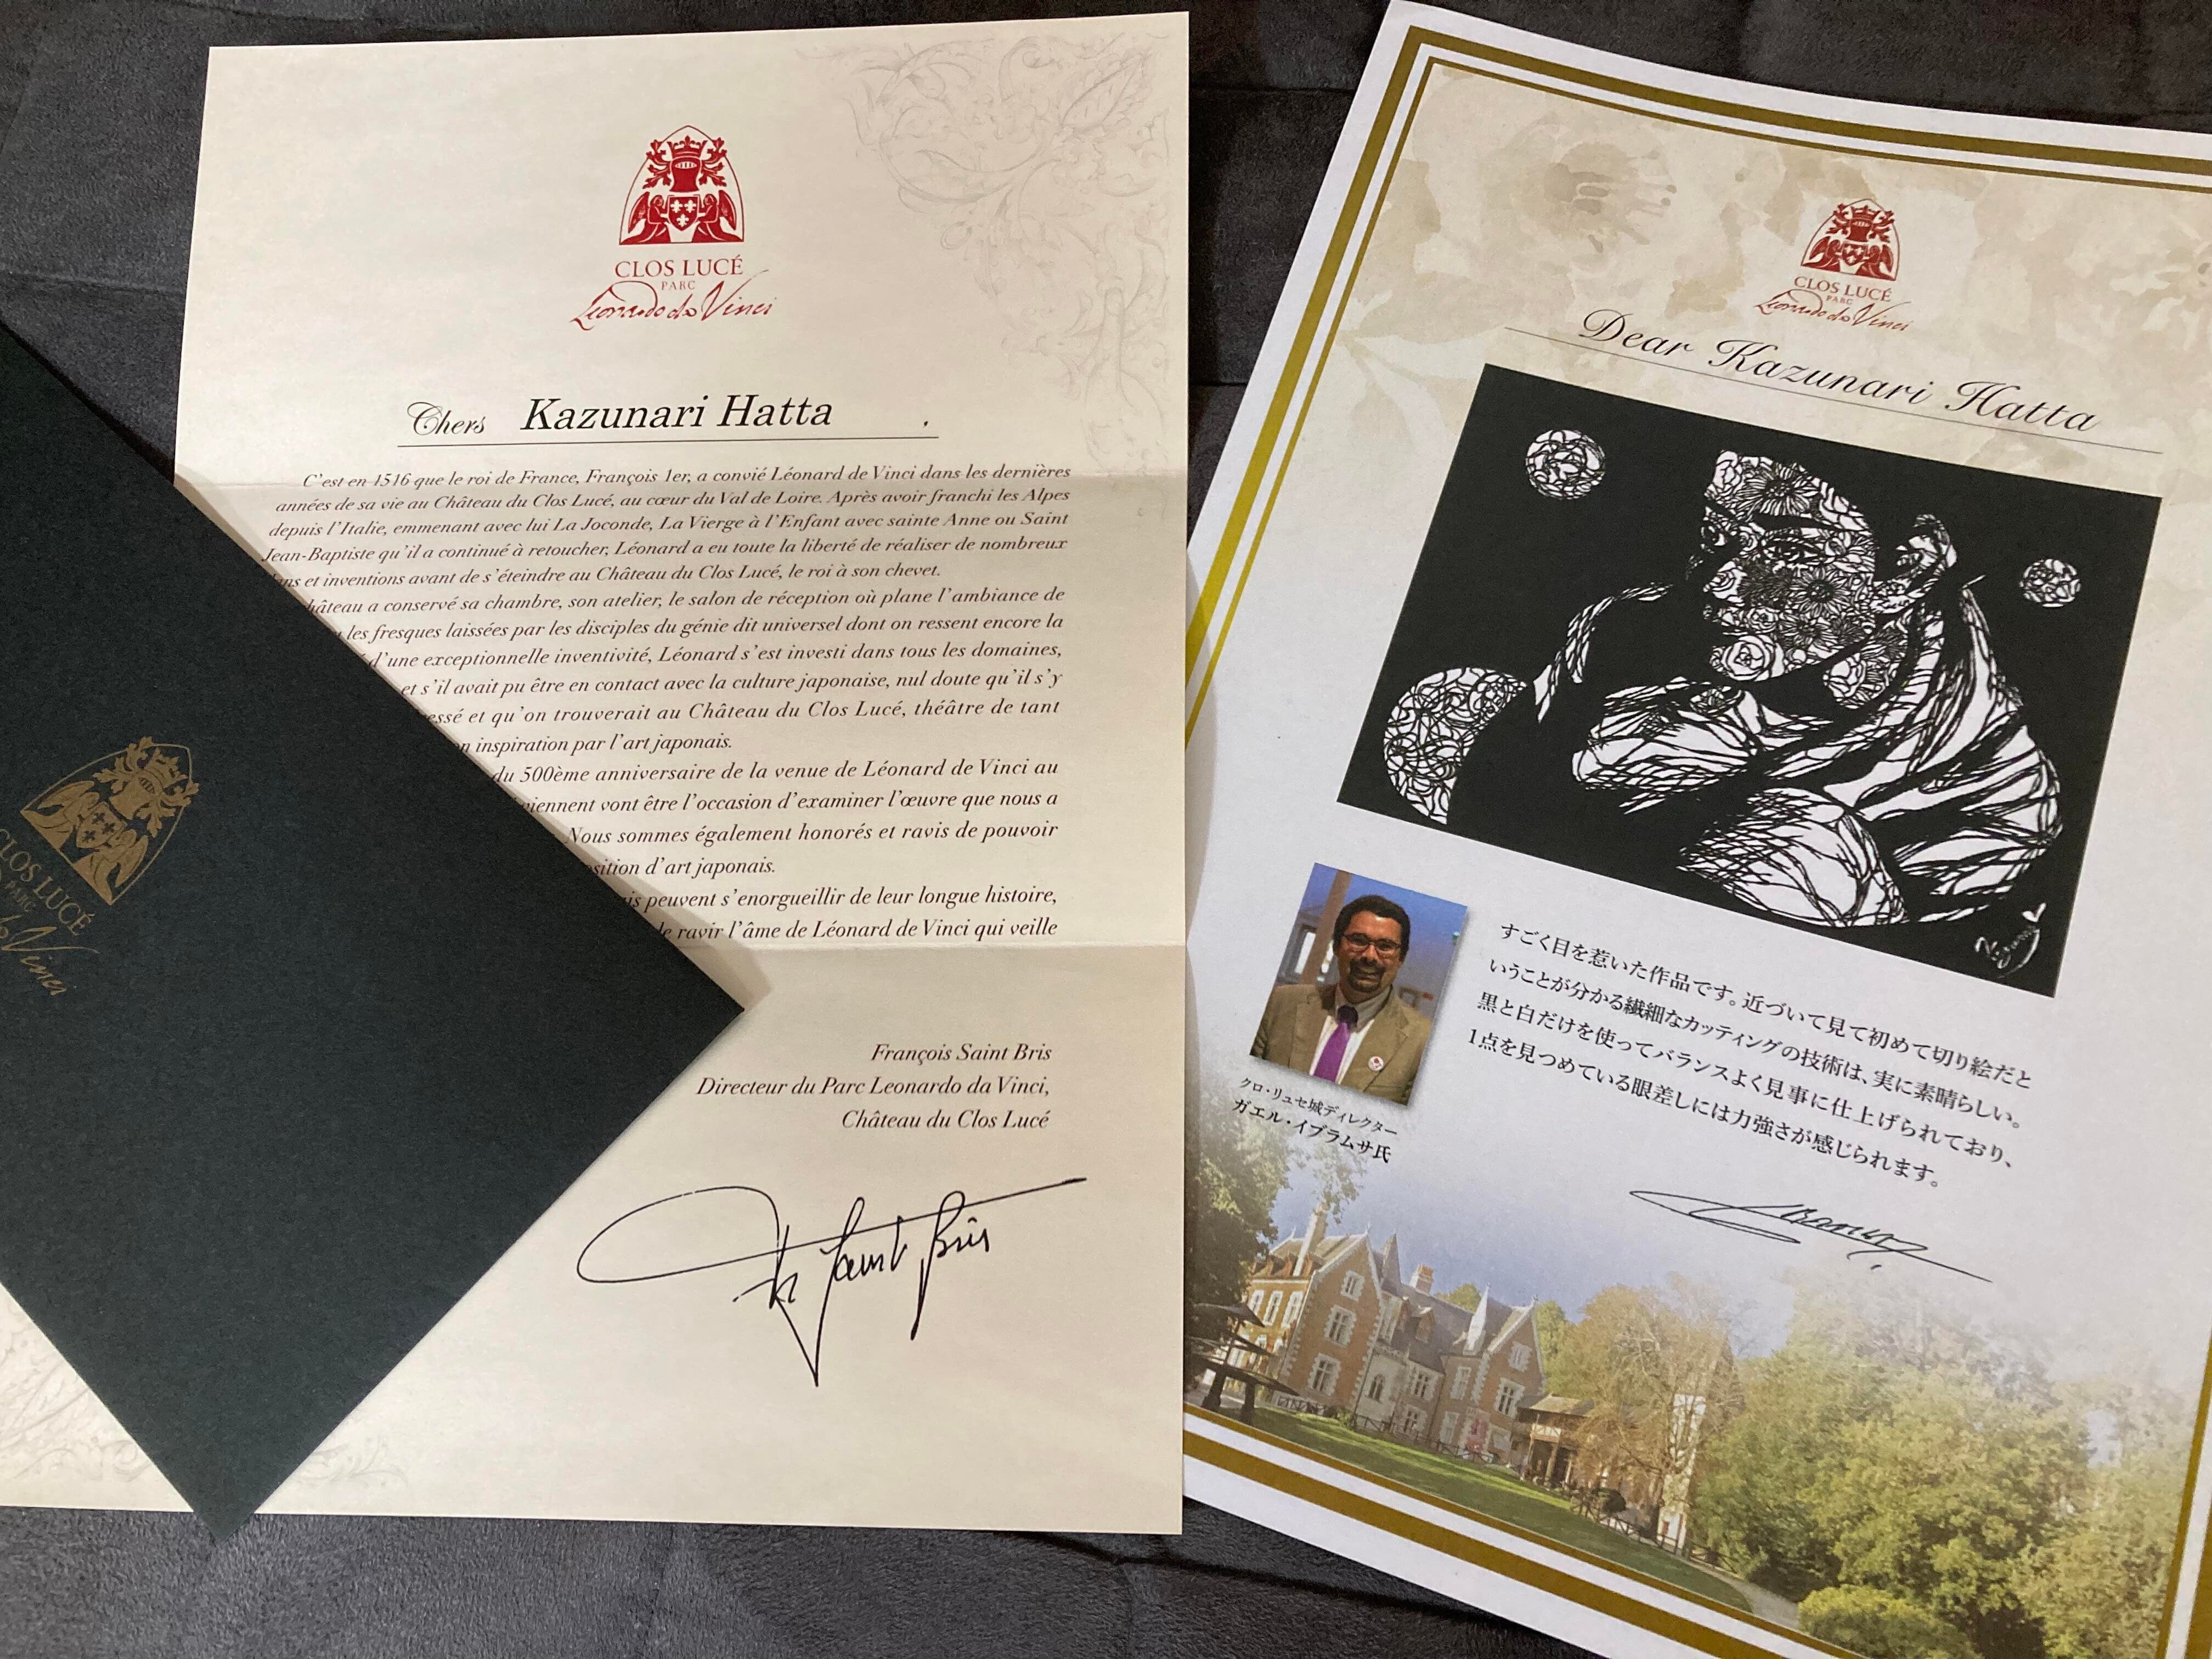 CLOS LUCÉ
PARC
Leonardo da Vinci
Chers Kazunari Hatta
C'est en 1516 que le roi de France, François 1er, a convié Léonard de Vinci dans les dernières
années de sa vie au Château du Clos Lucé, au cœur du Val de Loire. Après avoir franchi les Alpes
depuis l'Italie, emmenant avec lui La Joconde, La Vierge à l'Enfant avec sainte Anne ou Saint
Jean-Baptiste qu'il a continué à retoucher, Léonard a eu toute la liberté de réaliser de nombreux
et inventions avant de s'éteindre au Château du Clos Lucé, le roi à son chevet.
château a conservé sa chambre, son atelier, le salon de réception où plane l'ambiance de
les fresques laissées par les disciples du génie dit universel dont on ressent encore la
d'une exceptionnelle inventivité, Léonard s'est investi dans tous les domaines,
et s'il avait pu être en contact avec la culture japonaise, nul doute qu'il s'y
et qu'on trouverait au Château du Clos Lucé, théâtre de tant
inspiration par l'art japonais.
du 500ème anniversaire de la venue de Léonard de Vinci au
viennent vont être l'occasion d'examiner l'œuvre que nous a
Nous sommes également honorés et ravis de pouvoir
d'art japonais.
peuvent s'enorgueillir de leur longue histoire,
ravir l'âme de Léonard de Vinci qui veille
François Saint Bris
Directeur du Parc Leonardo da Vinci,
Château du Clos Lucé
Saint Bris
CLOS LUCÉ
PARC
Vinci
CLOS LUCÉ
PARC
Leonardo da Vinci
Dear Kazunari Hatta
すごく目を惹いた作品です。近づいて見て初めて切り絵だと
いうことが分かる繊細なカッティングの技術は、実に素晴らしい。
黒と白だけを使ってバランスよく見事に仕上げられており、
1点を見つめている眼差しには力強さが感じられます。
クロ・リュセ城ディレクター
ガエル・イブラムサ氏